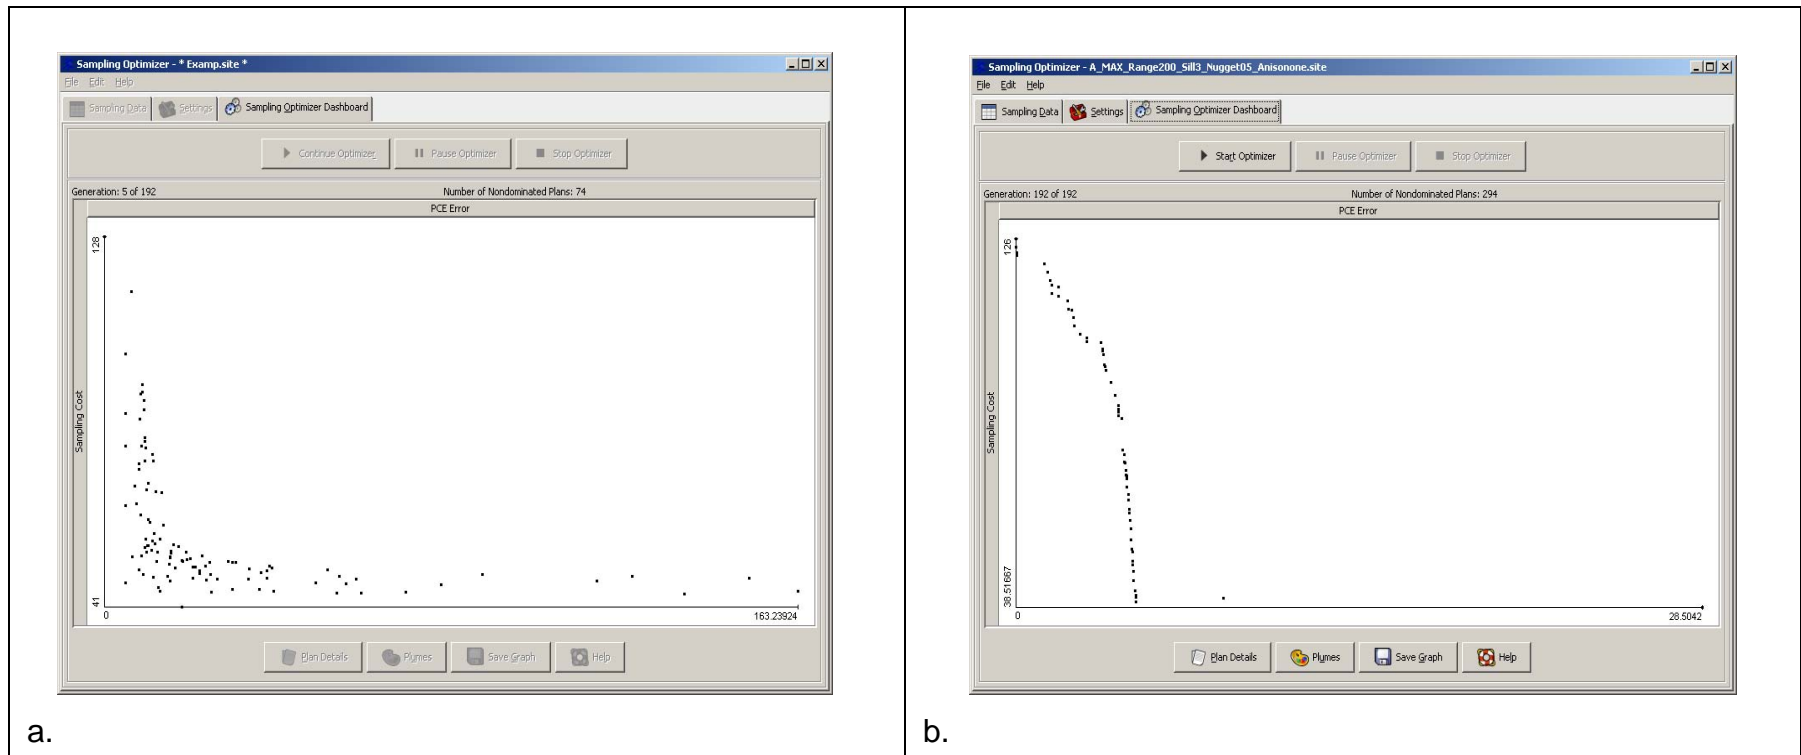 Sampling Optimizer - * Examp.site *
File Edit Help
Sampling Data Settings Sampling Optimizer Dashboard
Continue Optimizer Pause Optimizer Stop Optimizer
Generation: 5 of 192 Number of Nondominated Plans: 74
PCE Error
128
Sampling Cost
41
0 163.23924
Plan Details Plumes Save Graph Help
a.
Sampling Optimizer - A_MAX_Range200_Sill3_Nugget05_Anisonone.site
File Edit Help
Sampling Data Settings Sampling Optimizer Dashboard
Start Optimizer Pause Optimizer Stop Optimizer
Generation: 192 of 192 Number of Nondominated Plans: 294
PCE Error
126
Sampling Cost
38.51667
0 28.5042
Plan Details Plumes Save Graph Help
b.